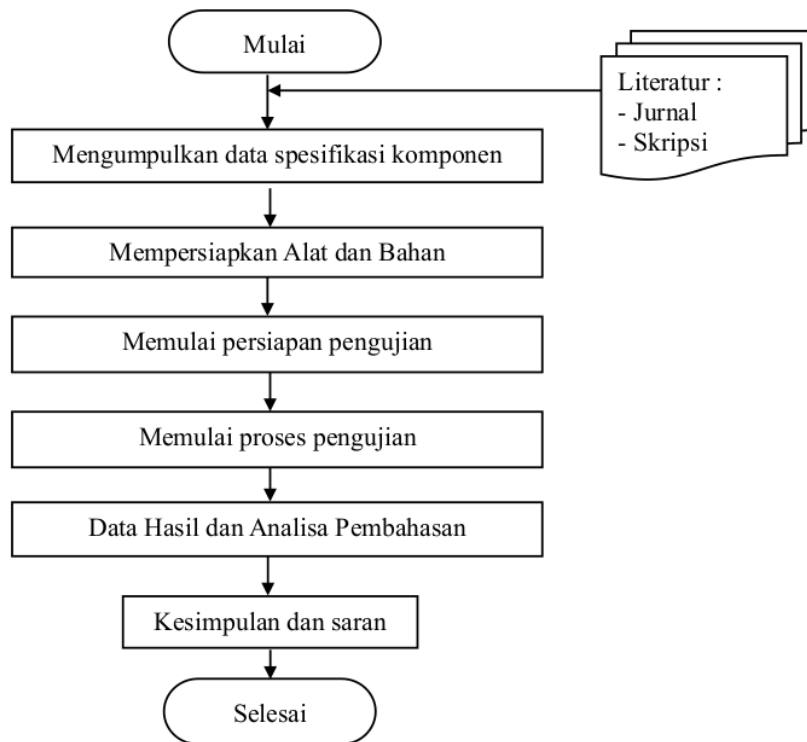 Mulai
Literatur :
- Jurnal
- Skripsi
Mengumpulkan data spesifikasi komponen
Mempersiapkan Alat dan Bahan
Memulai persiapan pengujian
Memulai proses pengujian
Data Hasil dan Analisa Pembahasan
Kesimpulan dan saran
Selesai